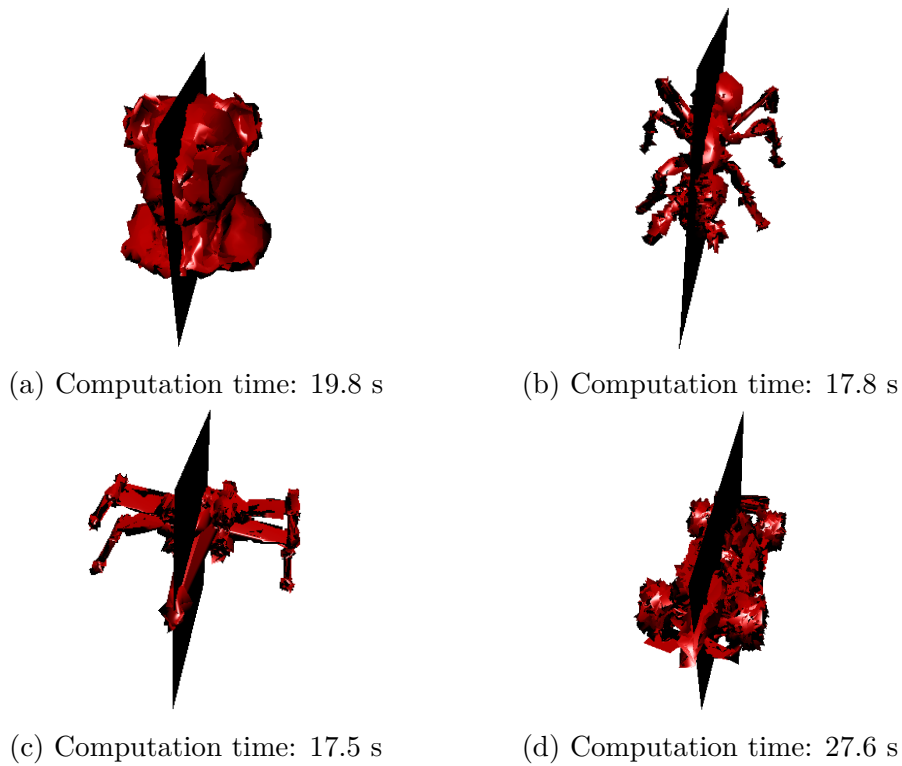 (a) Computation time: 19.8 s
(b) Computation time: 17.8 s
(c) Computation time: 17.5 s
(d) Computation time: 27.6 s